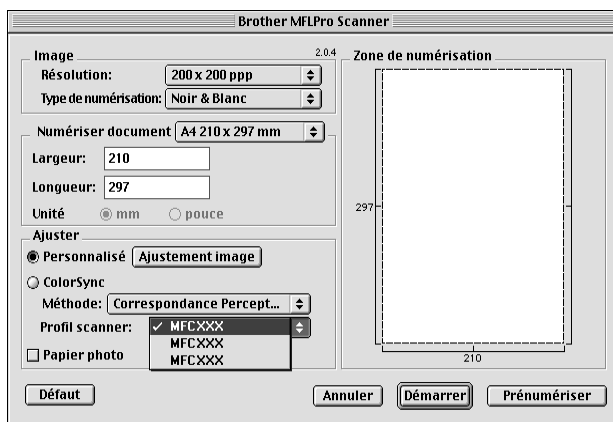 Brother MFLPro Scanner
Image
2.0.4
Résolution: 200 x 200 ppp
Type de numérisation: Noir & Blanc
Numériser document A4 210 x 297 mm
Largeur: 210
Longueur: 297
Unité mm pouce
Ajuster
Personnalisé Ajustement image
ColorSync
Méthode: Correspondance Percept...
Profil scanner: ✓ MFCXXX
MFCXXX
MFCXXX
Papier photo
Zone de numérisation
297
210
Défaut Annuler Démarrer Prénumériser